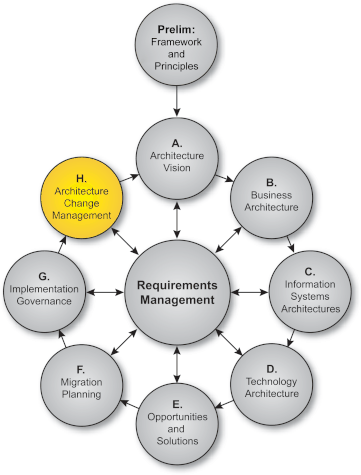 Prelim:
Framework
and
Principles
A.
Architecture
Vision
H.
Architecture
Change
Management
B.
Business
Architecture
G.
Implementation
Governance
Requirements
Management
C.
Information
Systems
Architectures
F.
Migration
Planning
D.
Technology
Architecture
E.
Opportunities
and
Solutions